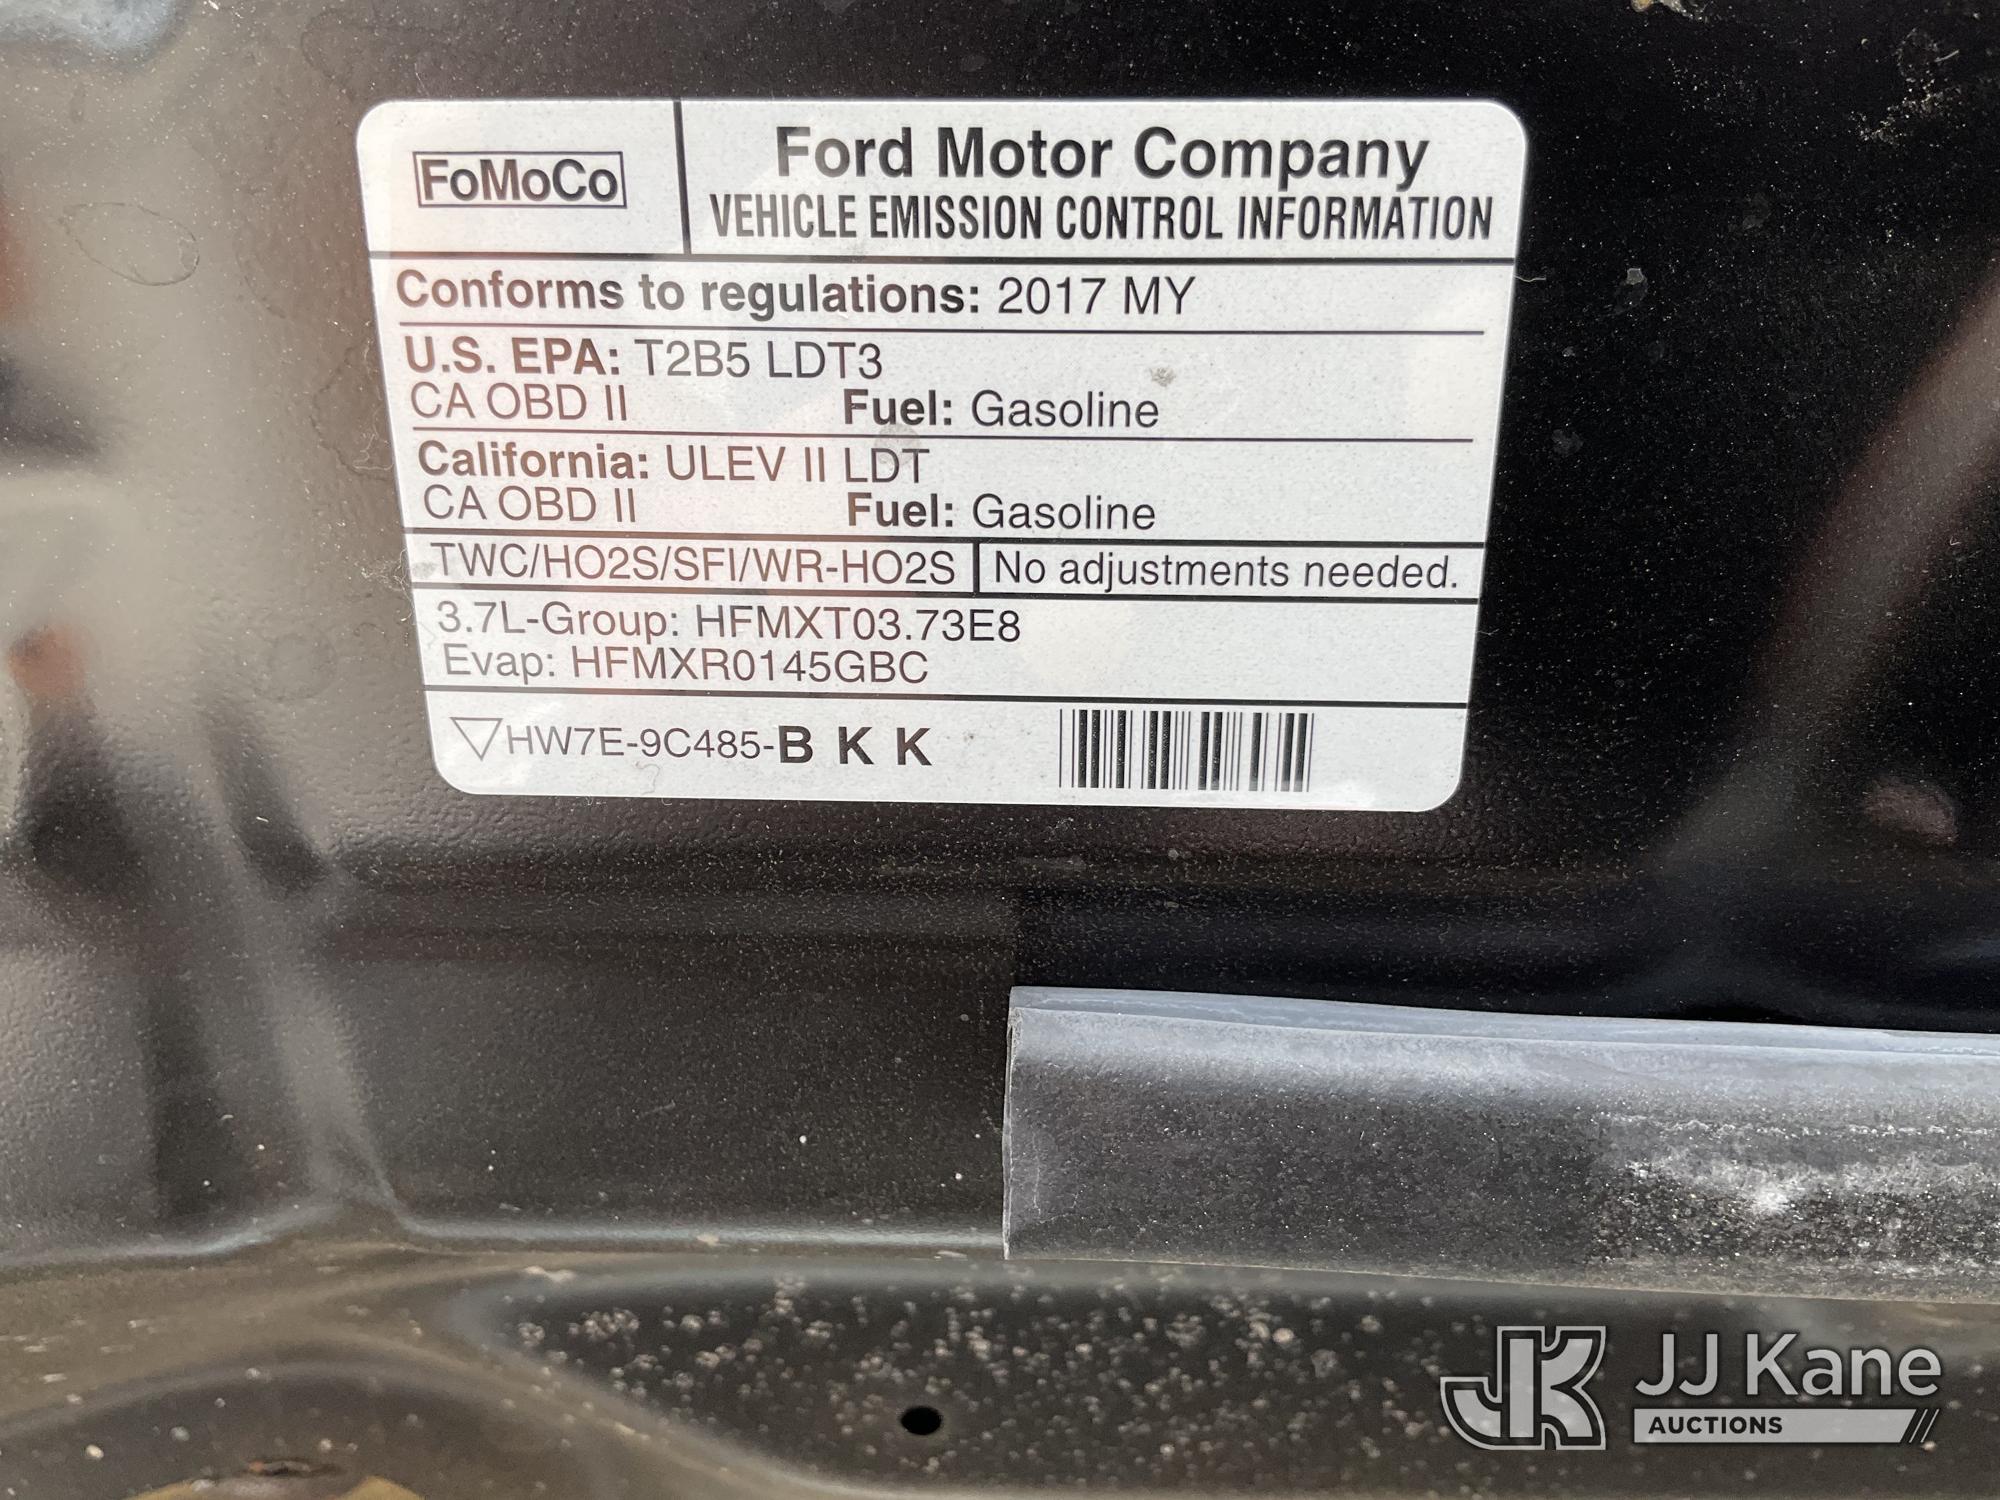 FoMoCo
Ford Motor Company
VEHICLE EMISSION CONTROL INFORMATION
Conforms to regulations: 2017 MY
U.S. EPA: T2B5 LDT3
CA OBD II Fuel: Gasoline
California: ULEV II LDT
CA OBD II Fuel: Gasoline
TWC/HO2S/SFI/WR-HO2S No adjustments needed.
3.7L-Group: HFMXT03.73E8
Evap: HFMXR0145GBC
HW7E-9C485-B K K
JK JJ Kane
AUCTIONS